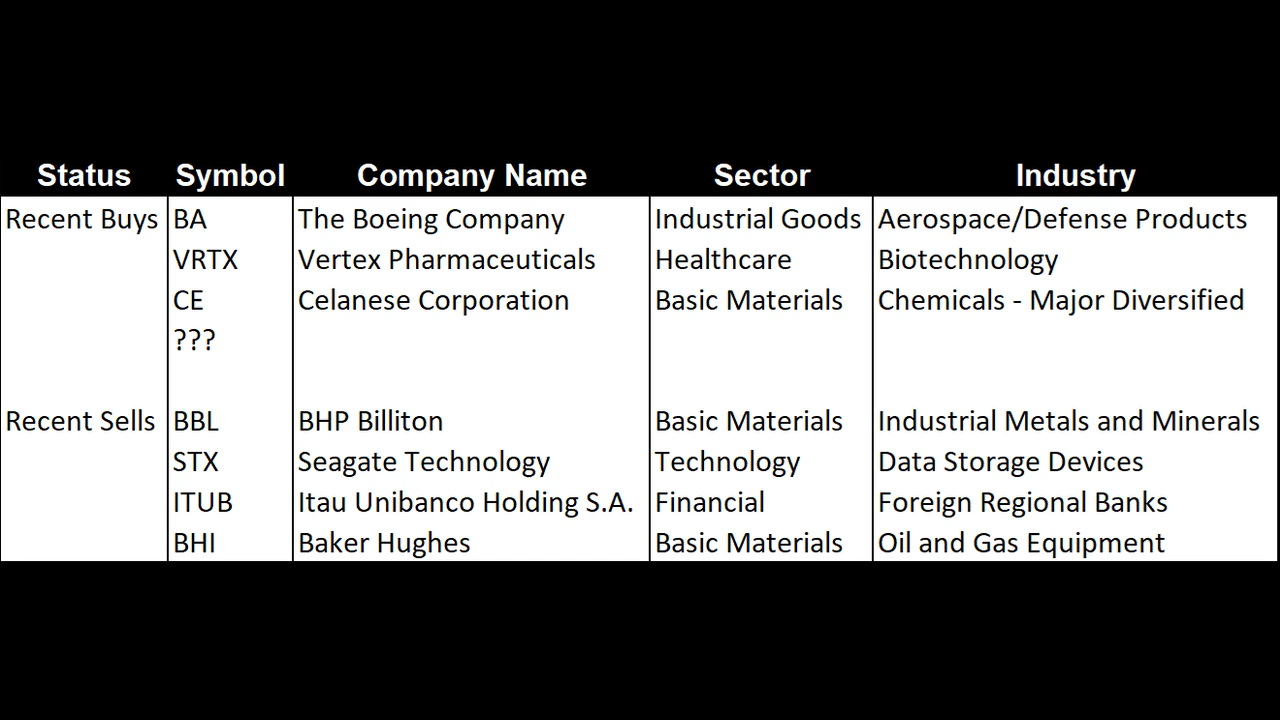 Status Symbol Company Name Sector Industry
Recent Buys BA The Boeing Company Industrial Goods Aerospace/Defense Products
VRTX Vertex Pharmaceuticals Healthcare Biotechnology
CE Celanese Corporation Basic Materials Chemicals - Major Diversified
???
Recent Sells BBL BHP Billiton Basic Materials Industrial Metals and Minerals
STX Seagate Technology Technology Data Storage Devices
ITUB Itau Unibanco Holding S.A. Financial Foreign Regional Banks
BHI Baker Hughes Basic Materials Oil and Gas Equipment